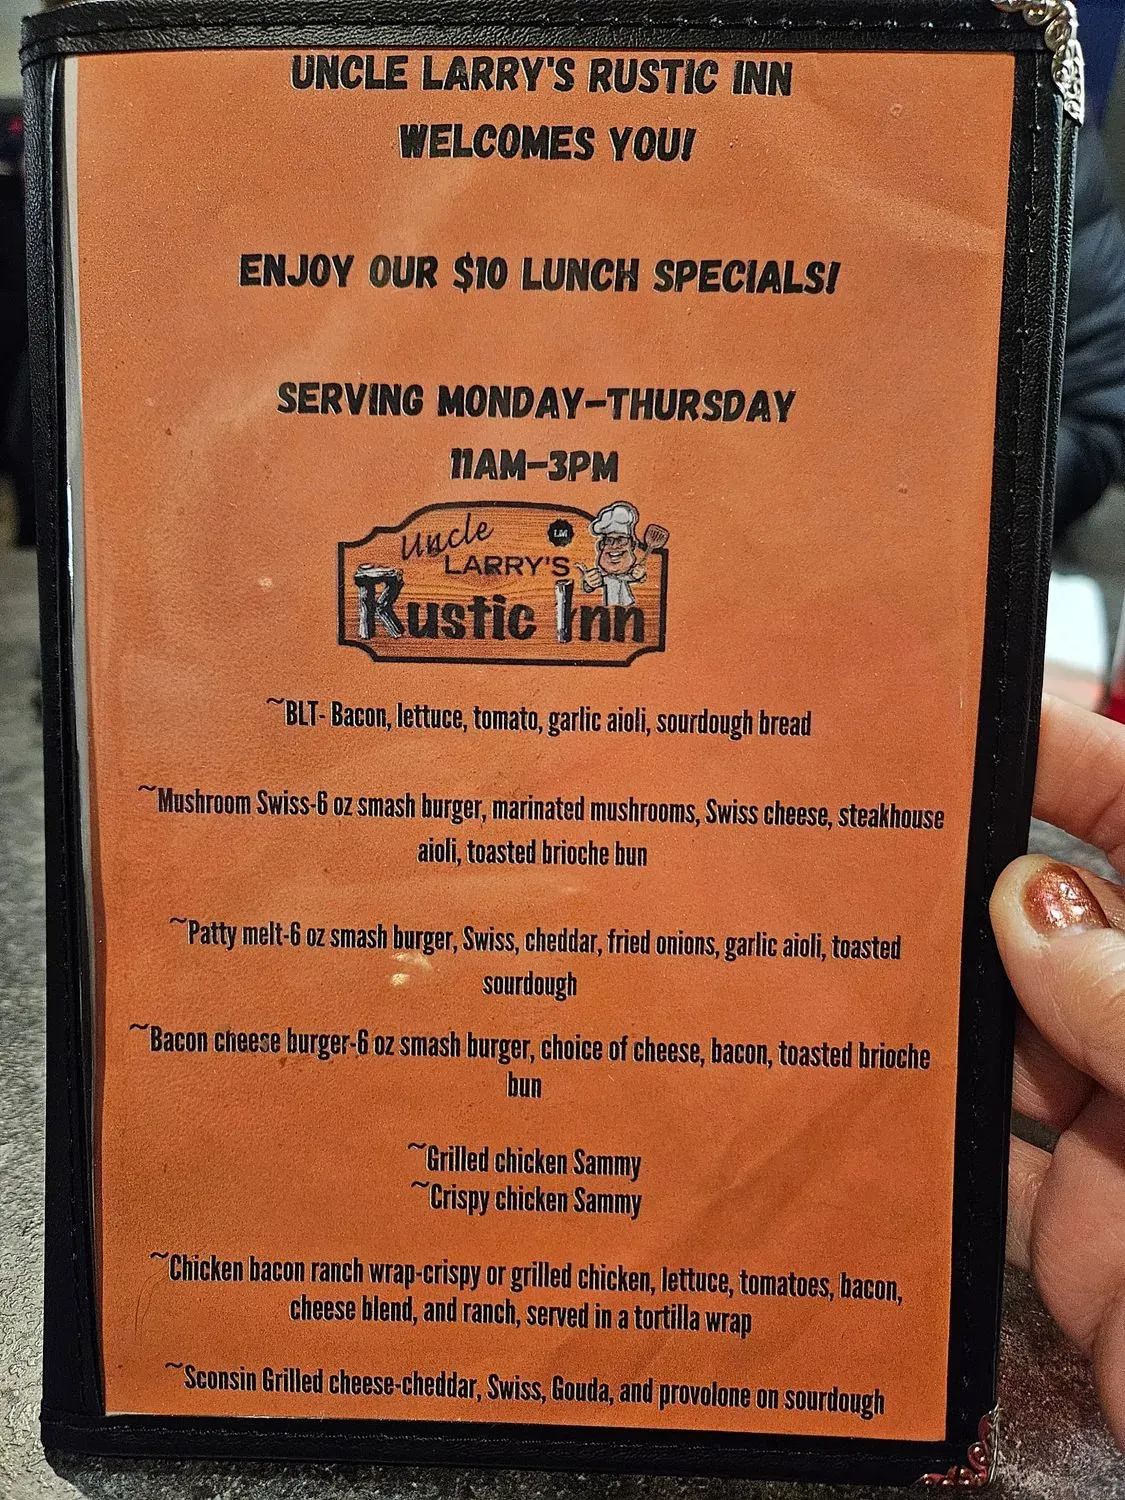 UNCLE LARRY'S RUSTIC INN
WELCOMES YOU!
ENJOY OUR $10 LUNCH SPECIALS!
SERVING MONDAY-THURSDAY
11AM-3PM
Uncle
LM
LARRY'S
Rustic Inn
~BLT- Bacon, lettuce, tomato, garlic aioli, sourdough bread
~Mushroom Swiss-6 oz smash burger, marinated mushrooms, Swiss cheese, steakhouse
aioli, toasted brioche bun
~Patty melt-6 oz smash burger, Swiss, cheddar, fried onions, garlic aioli, toasted
sourdough
~Bacon cheese burger-6 oz smash burger, choice of cheese, bacon, toasted brioche
bun
~Grilled chicken Sammy
~Crispy chicken Sammy
~Chicken bacon ranch wrap-crispy or grilled chicken, lettuce, tomatoes, bacon,
cheese blend, and ranch, served in a tortilla wrap
~Sconsin Grilled cheese-cheddar, Swiss, Gouda, and provolone on sourdough